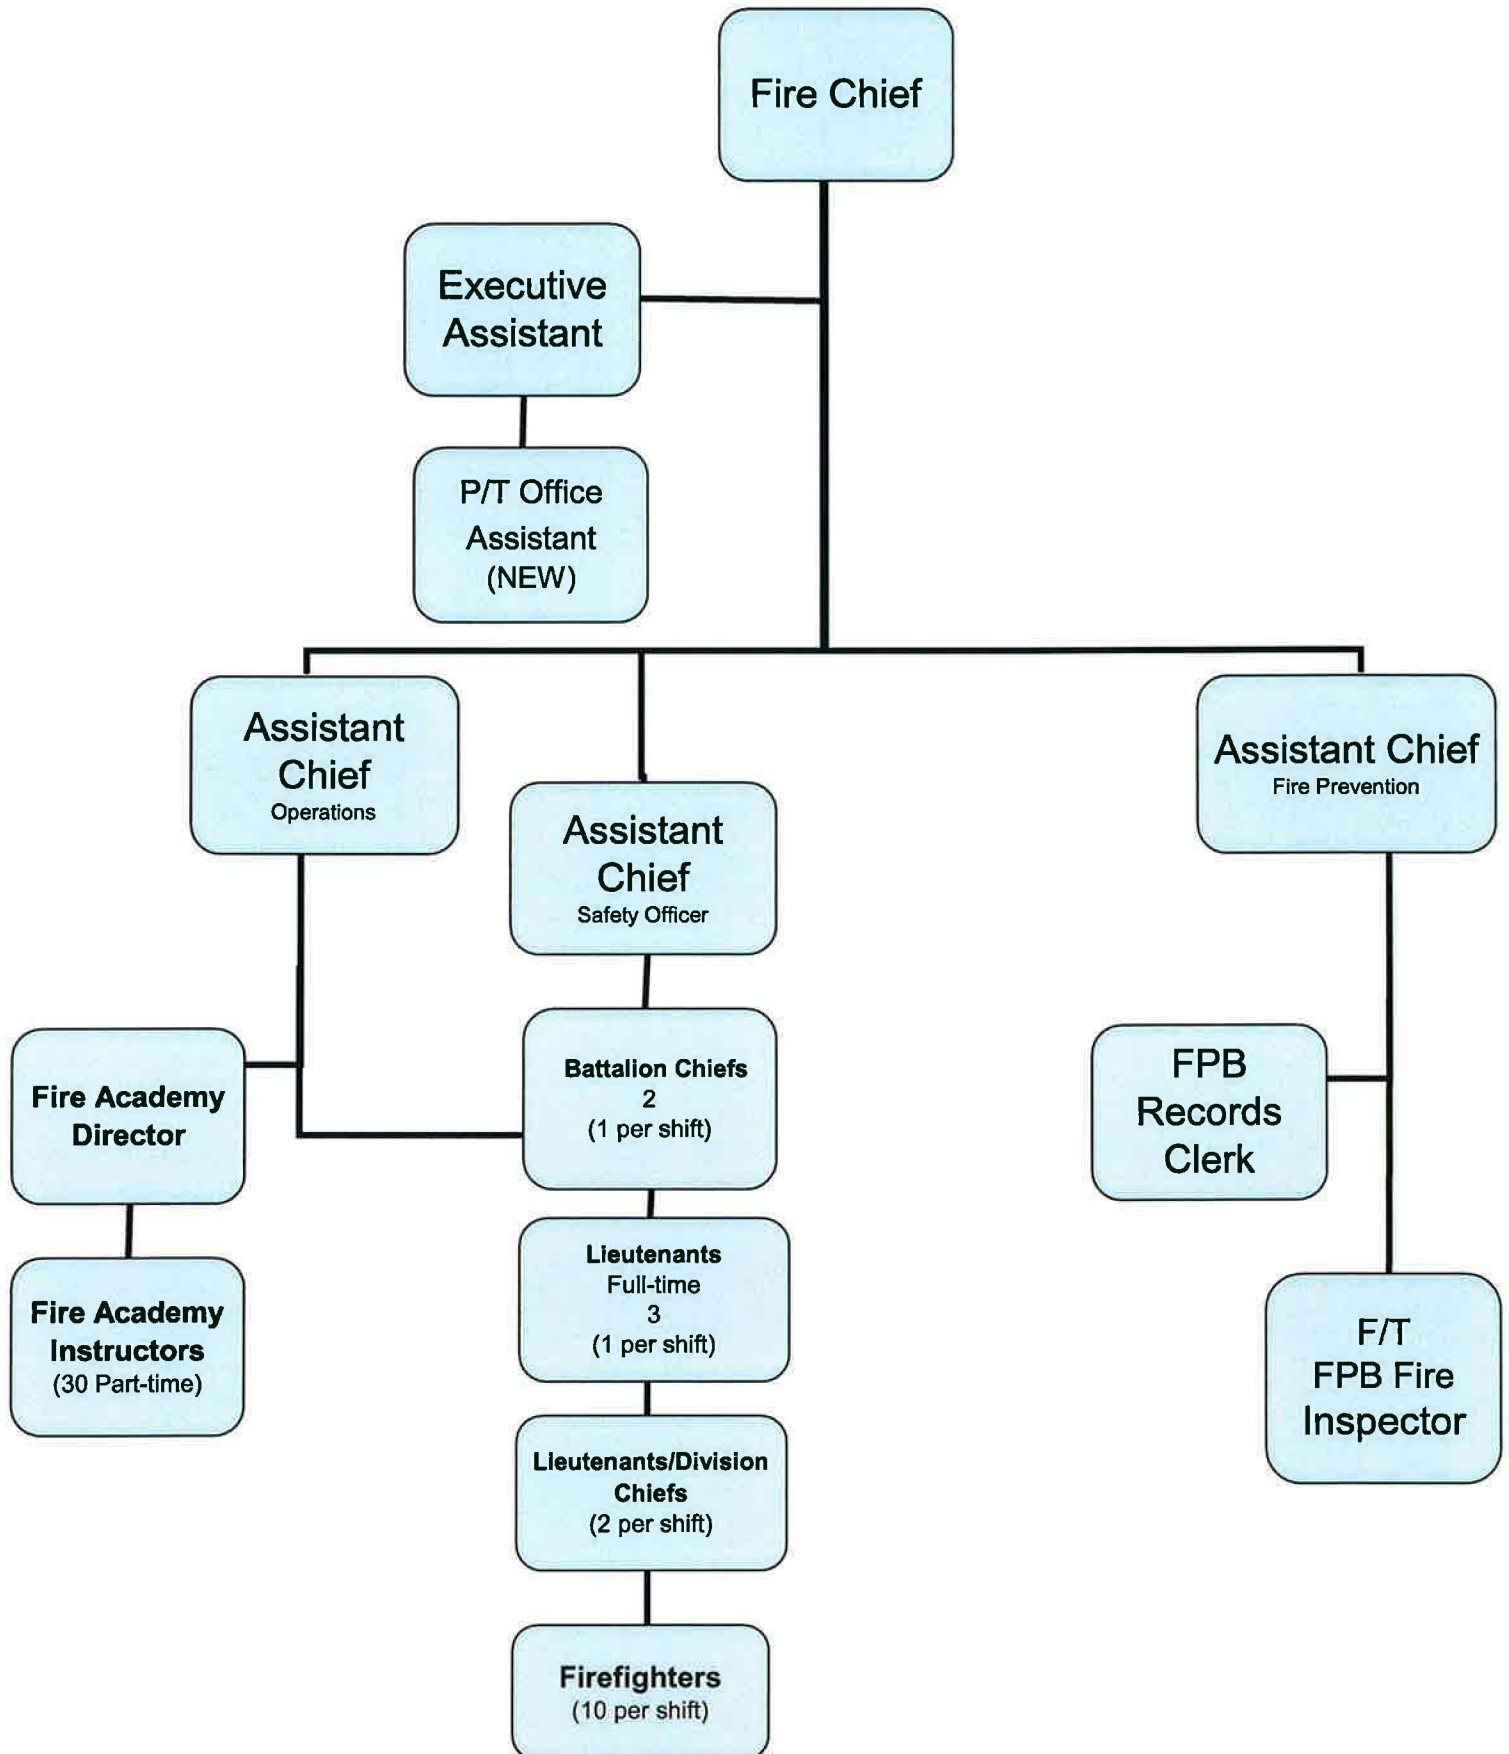 Fire Chief
Executive
Assistant
P/T Office
Assistant
(NEW)
Assistant
Chief
Operations
Assistant
Chief
Safety Officer
Assistant Chief
Fire Prevention
Fire Academy
Director
Battalion Chiefs
2
(1 per shift)
FPB
Records
Clerk
Fire Academy
Instructors
(30 Part-time)
Lieutenants
Full-time
3
(1 per shift)
F/T
FPB Fire
Inspector
Lieutenants/Division
Chiefs
(2 per shift)
Firefighters
(10 per shift)